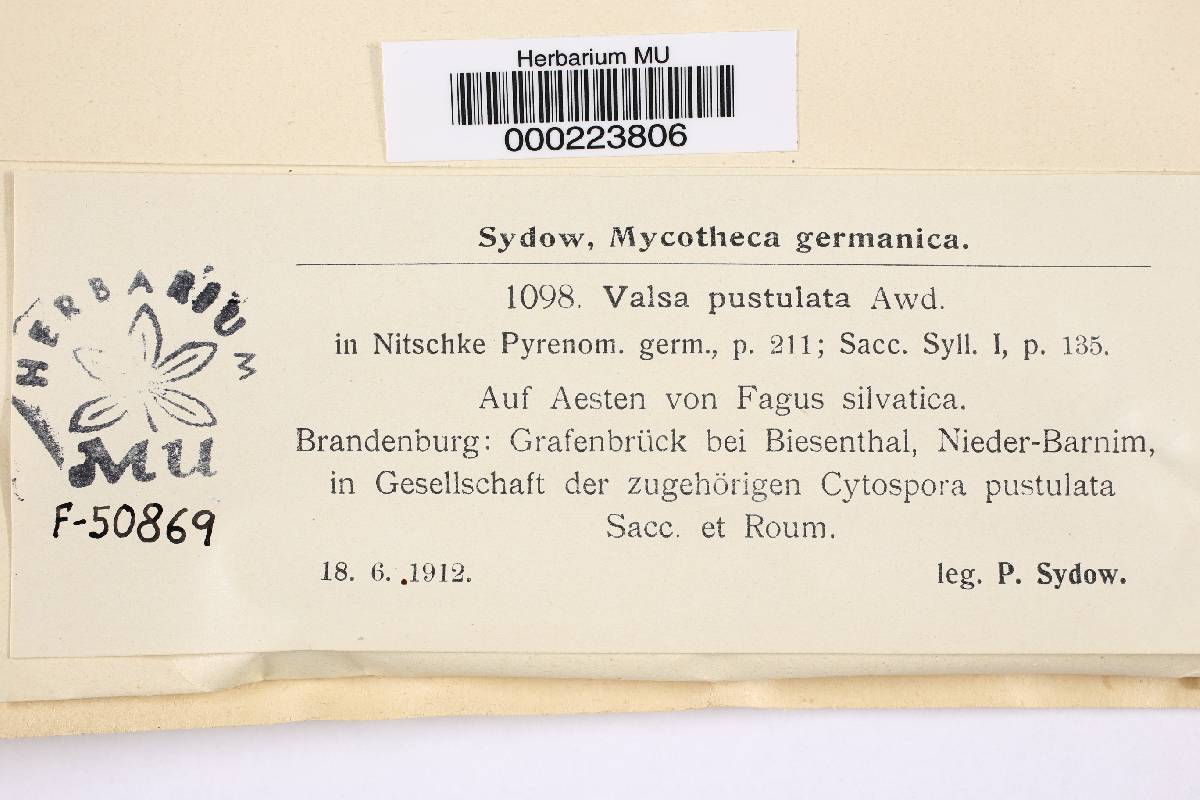 Herbarium MU
000223806
Sydow, Mycotheca germanica.
1098. Valsa pustulata Awd.
in Nitschke Pyrenom. germ., p. 211; Sacc. Syll. I, p. 135.
Auf Aesten von Fagus silvatica.
Brandenburg: Grafenbrück bei Biesenthal, Nieder-Barnim,
in Gesellschaft der zugehörigen Cytospora pustulata
Sacc. et Roum.
18. 6. 1912. leg. P. Sydow.
HERBARIUM
MU
F-50869